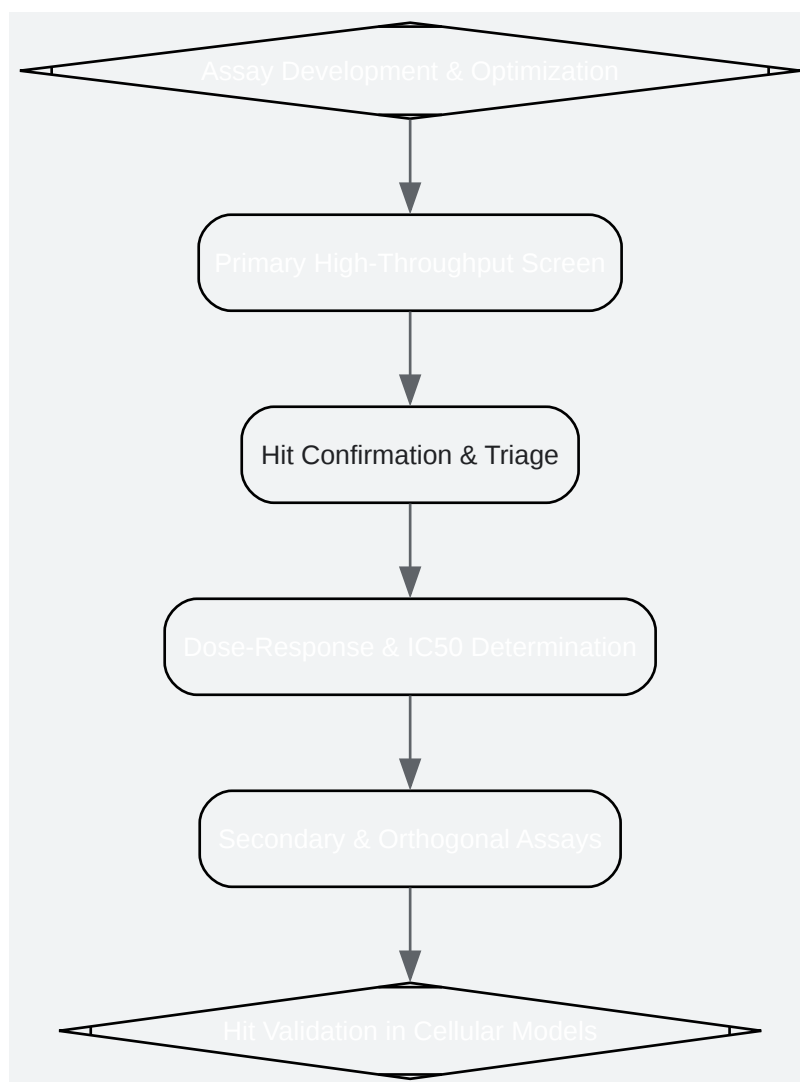 Assay Development & Optimization
Primary High-Throughput Screen
Hit Confirmation & Triage
Dose-Response & IC50 Determination
Secondary & Orthogonal Assays
Hit Validation in Cellular Models